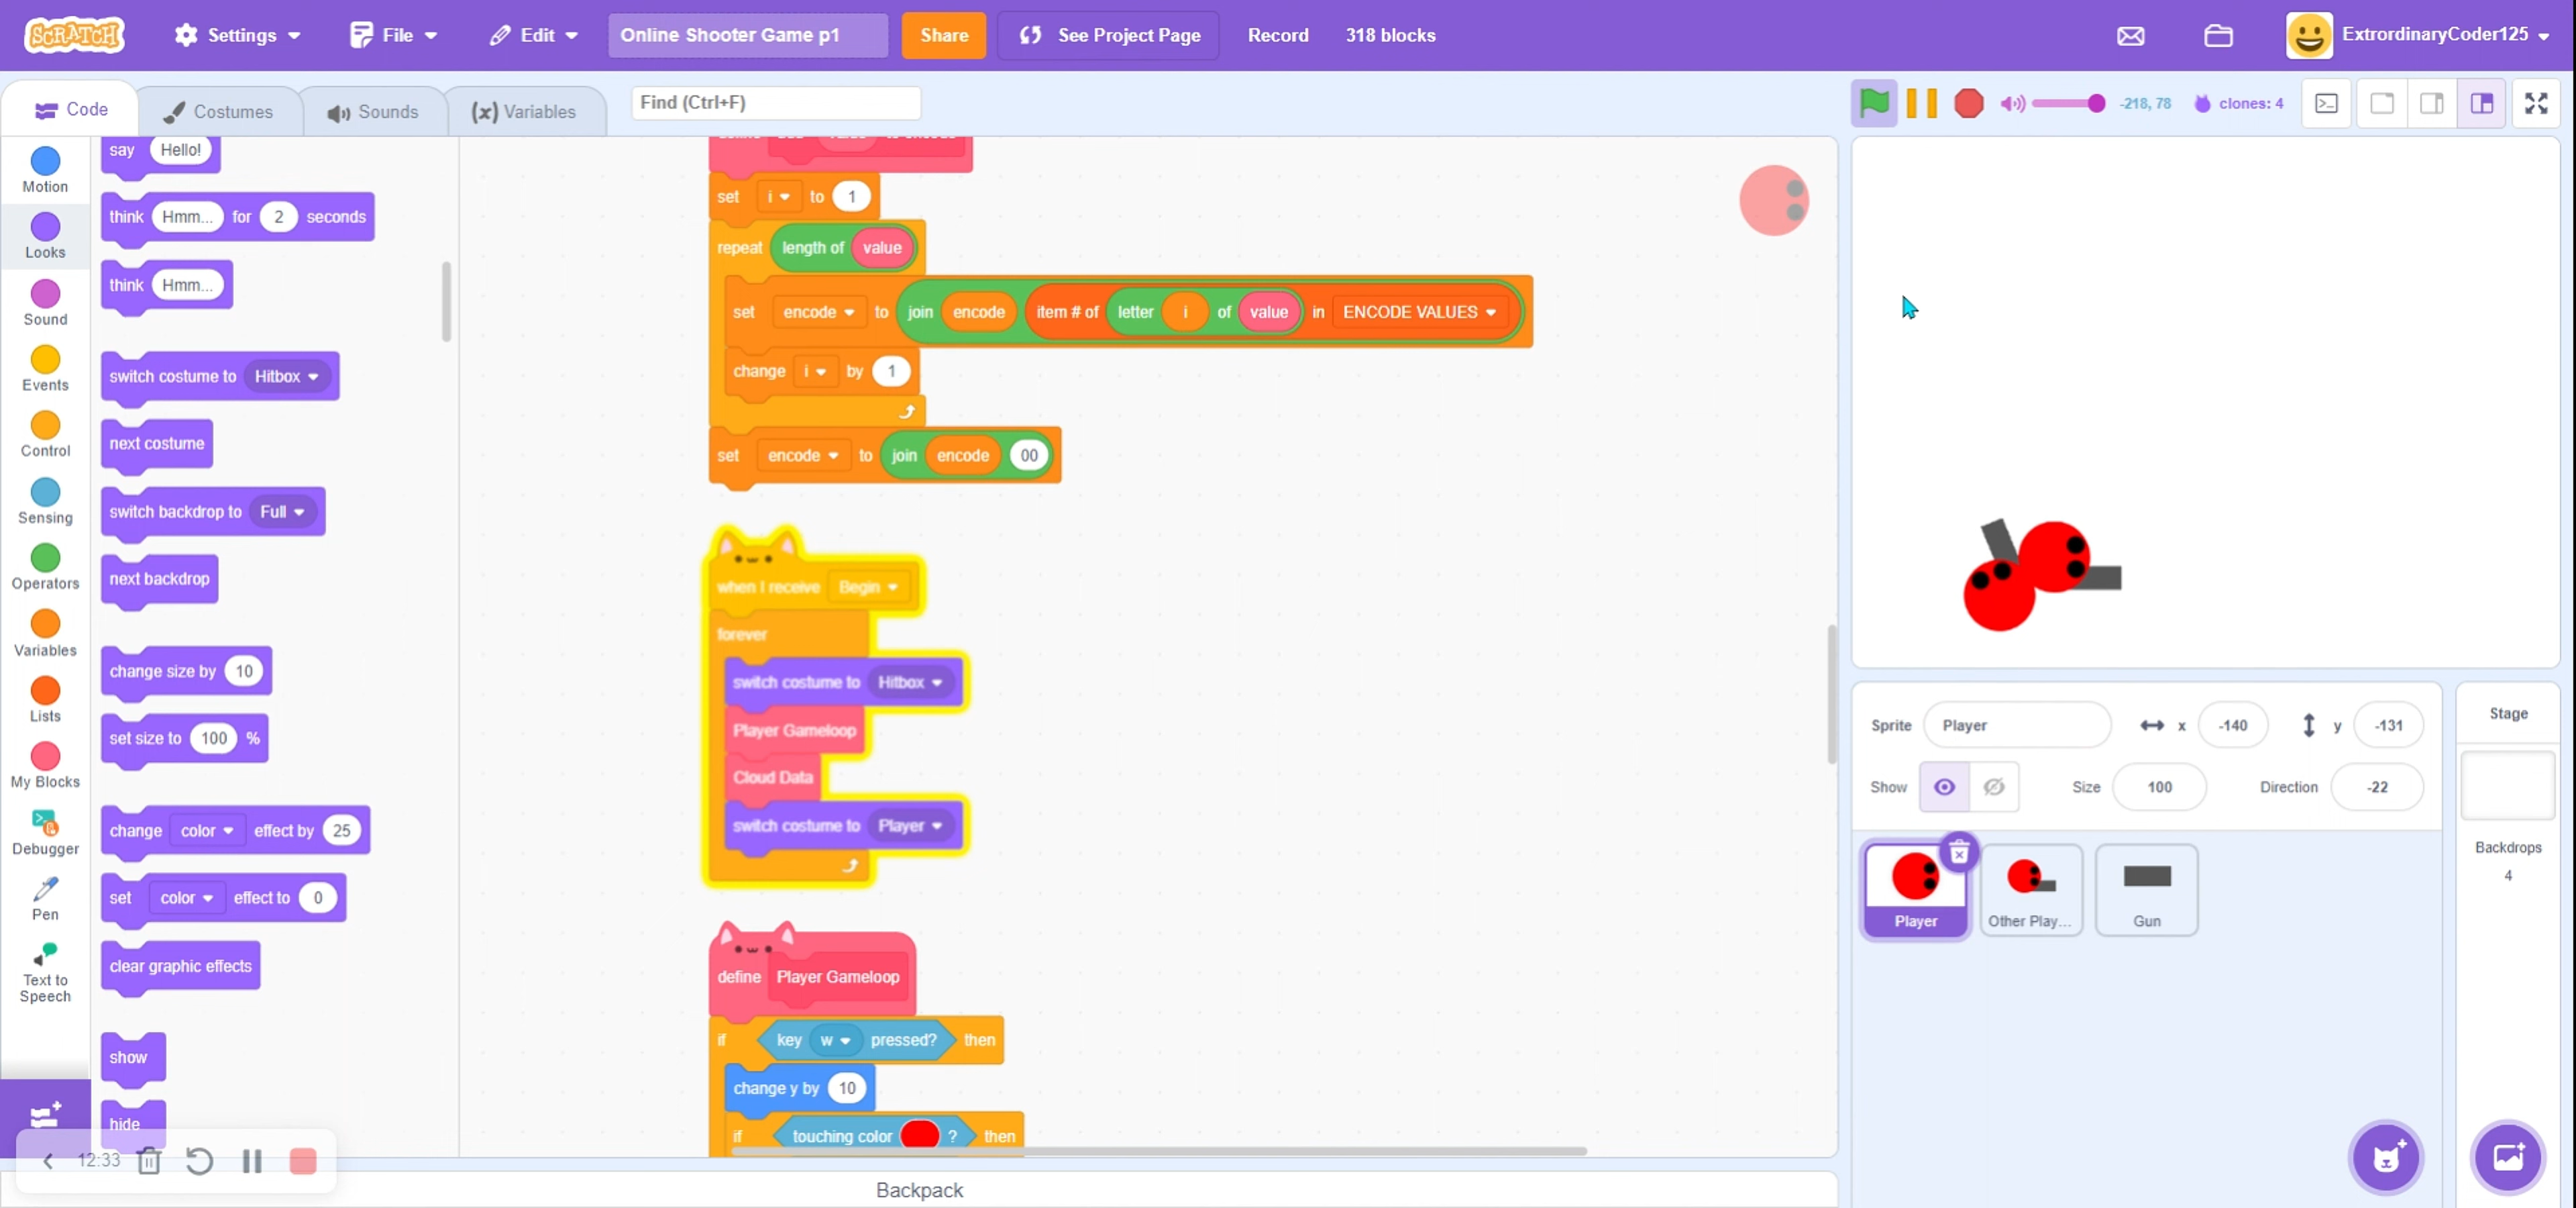 SCRATCH Settings File Edit Online Shooter Game p1 Share See Project Page Record 318 blocks ExtrordinaryCoder125
Code Costumes Sounds (x) Variables Find (Ctrl+F) -218, 78 clones: 4
Motion
Looks
Sound
Events
Control
Sensing
Operators
Variables
Lists
My Blocks
Debugger
Pen
Text to
Speech
say Hello!
think Hmm... for 2 seconds
think Hmm...
switch costume to Hitbox
next costume
switch backdrop to Full
next backdrop
change size by 10
set size to 100 %
change color effect by 25
set color effect to 0
clear graphic effects
show
hide
12:33
set i to 1
repeat length of value
set encode to join encode item # of letter i of value in ENCODE VALUES
change i by 1
set encode to join encode 00
when I receive Begin
forever
switch costume to Hitbox
Player Gameloop
Cloud Data
switch costume to Player
define Player Gameloop
if key w pressed? then
change y by 10
if touching color ? then
Backpack
Sprite Player x -140 y -131
Show Size 100 Direction -22
Player
Other Play...
Gun
Stage
Backdrops
4